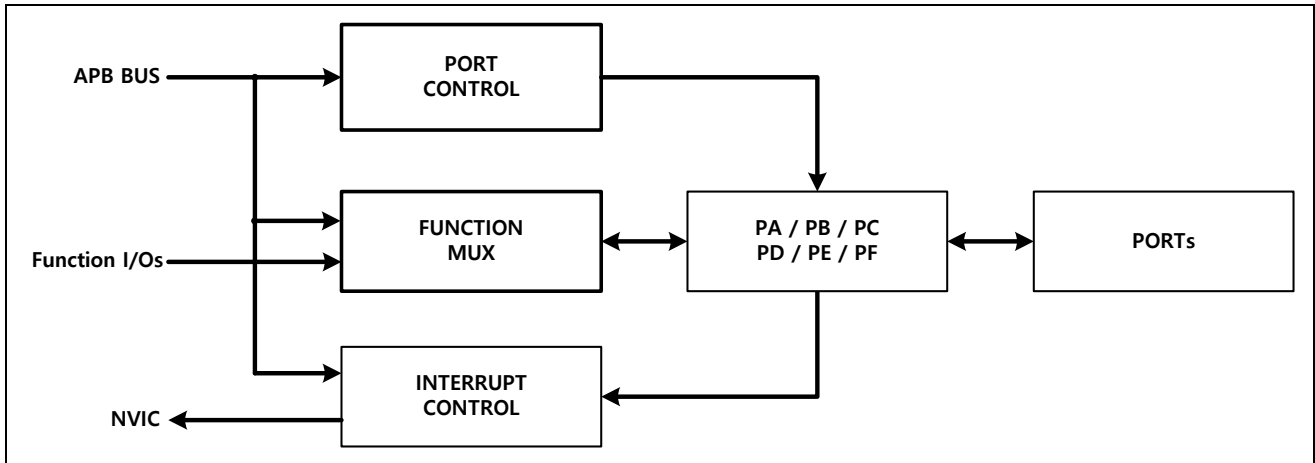 APB BUS
PORT
CONTROL
Function I/Os
FUNCTION
MUX
PA / PB / PC
PD / PE / PF
PORTs
INTERRUPT
CONTROL
NVIC